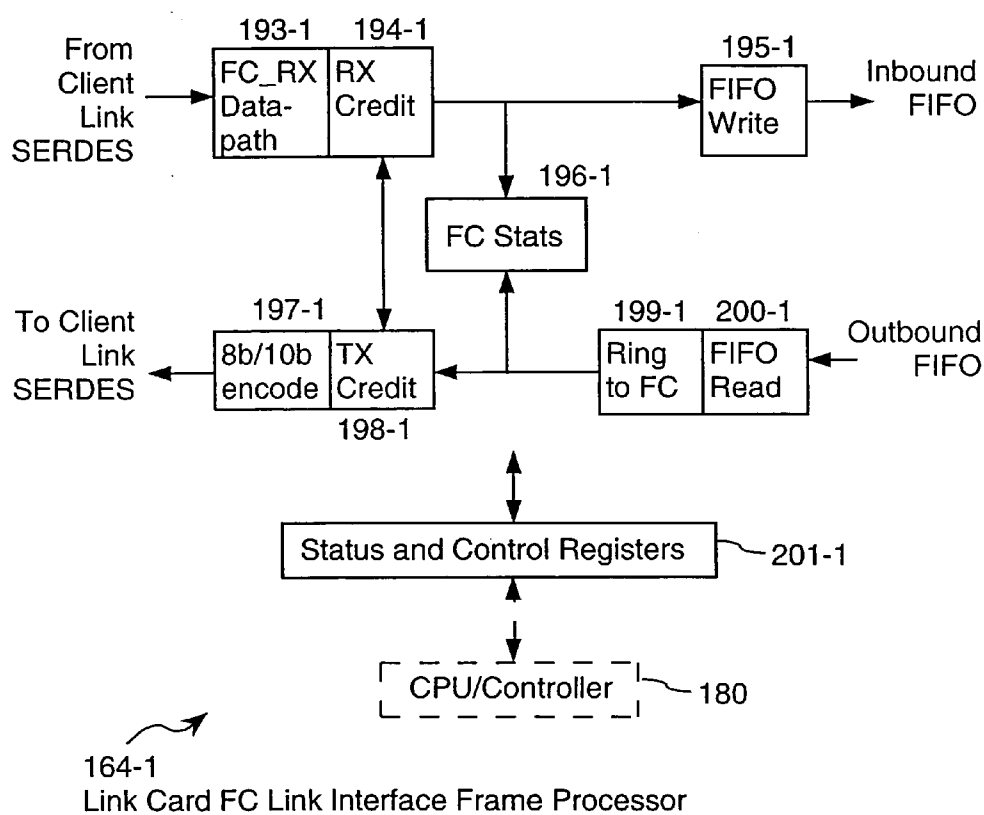 193-1 194-1
195-1
From
Client
Link
SERDES
FC_RX
Data-
path
RX
Credit
FIFO
Write
Inbound
FIFO
196-1
FC Stats
197-1
199-1 200-1
To Client
Link
SERDES
8b/10b
encode
TX
Credit
198-1
Ring
to FC
FIFO
Read
Outbound
FIFO
Status and Control Registers
201-1
CPU/Controller
180
164-1
Link Card FC Link Interface Frame Processor